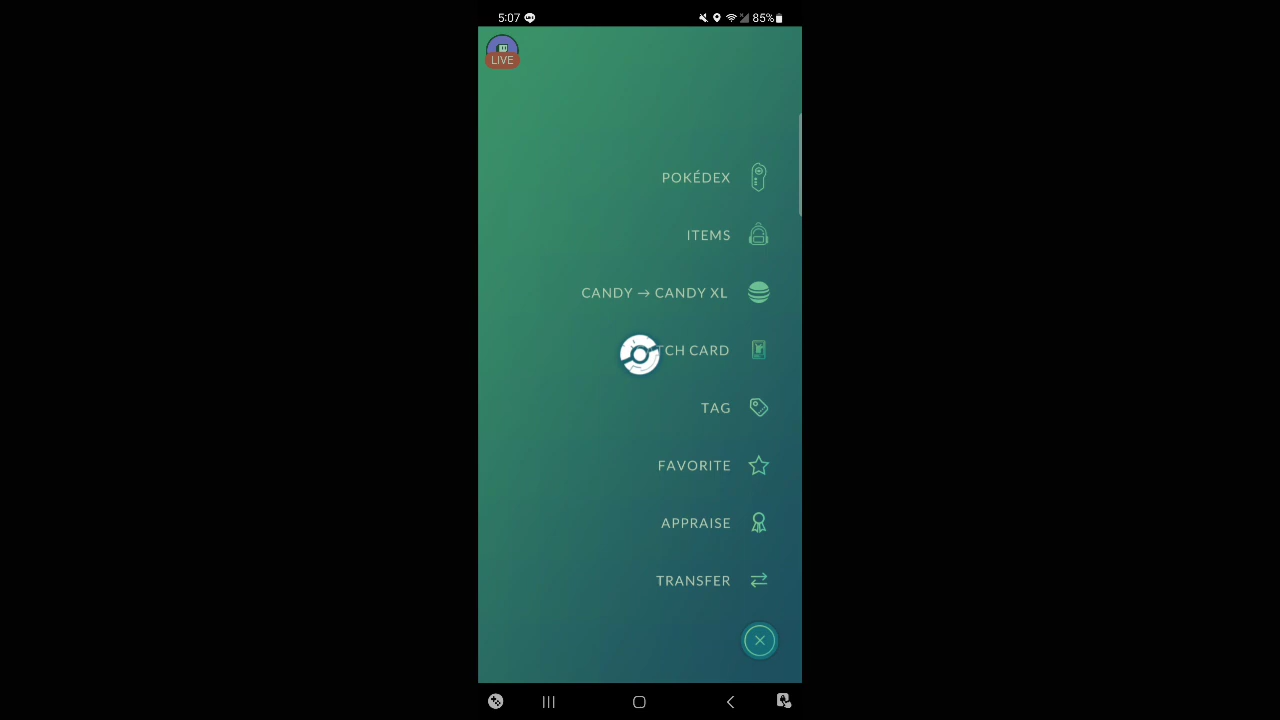 5:07
85%
LIVE
POKÉDEX
ITEMS
CANDY → CANDY XL
TCH CARD
TAG
FAVORITE
APPRAISE
TRANSFER